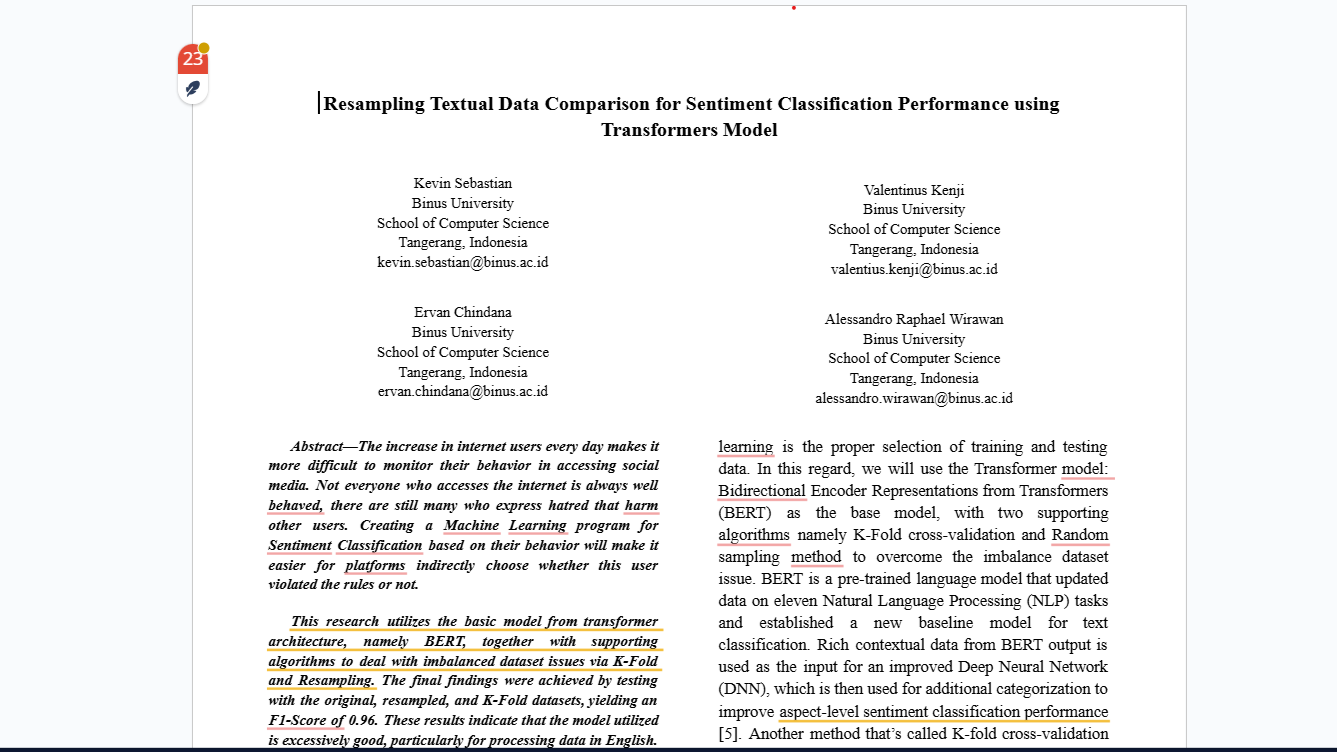 23
Resampling Textual Data Comparison for Sentiment Classification Performance using
Transformers Model
Kevin Sebastian
Binus University
School of Computer Science
Tangerang, Indonesia
kevin.sebastian@binus.ac.id
Valentinus Kenji
Binus University
School of Computer Science
Tangerang, Indonesia
valentius.kenji@binus.ac.id
Ervan Chindana
Binus University
School of Computer Science
Tangerang, Indonesia
ervan.chindana@binus.ac.id
Alessandro Raphael Wirawan
Binus University
School of Computer Science
Tangerang, Indonesia
alessandro.wirawan@binus.ac.id
Abstract—The increase in internet users every day makes it
more difficult to monitor their behavior in accessing social
media. Not everyone who accesses the internet is always well
behaved, there are still many who express hatred that harm
other users. Creating a Machine Learning program for
Sentiment Classification based on their behavior will make it
easier for platforms indirectly choose whether this user
violated the rules or not.
This research utilizes the basic model from transformer
architecture, namely BERT, together with supporting
algorithms to deal with imbalanced dataset issues via K-Fold
and Resampling. The final findings were achieved by testing
with the original, resampled, and K-Fold datasets, yielding an
F1-Score of 0.96. These results indicate that the model utilized
is excessively good, particularly for processing data in English.
learning is the proper selection of training and testing
data. In this regard, we will use the Transformer model:
Bidirectional Encoder Representations from Transformers
(BERT) as the base model, with two supporting
algorithms namely K-Fold cross-validation and Random
sampling method to overcome the imbalance dataset
issue. BERT is a pre-trained language model that updated
data on eleven Natural Language Processing (NLP) tasks
and established a new baseline model for text
classification. Rich contextual data from BERT output is
used as the input for an improved Deep Neural Network
(DNN), which is then used for additional categorization to
improve aspect-level sentiment classification performance
[5]. Another method that's called K-fold cross-validation